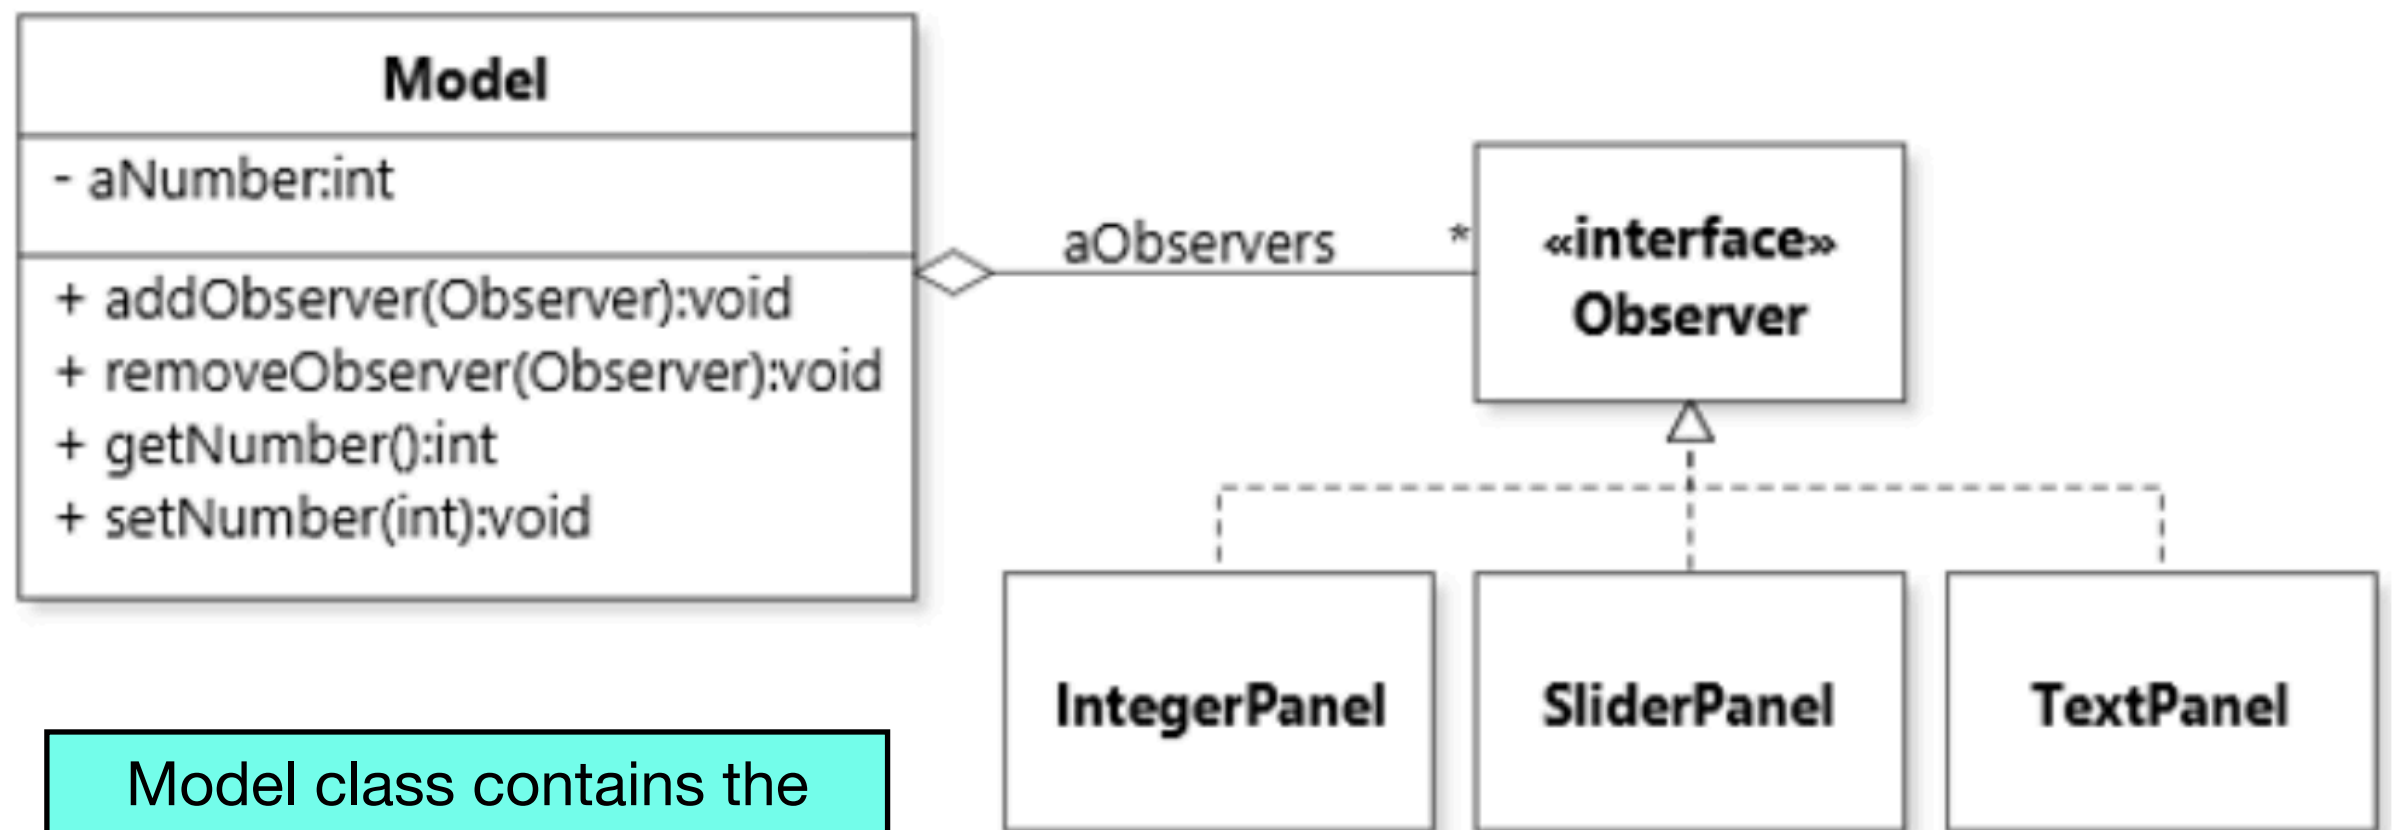 Model
- aNumber:int
+ addObserver(Observer):void
+ removeObserver(Observer):void
+ getNumber():int
+ setNumber(int):void
aObservers
*
«interface»
Observer
IntegerPanel
SliderPanel
TextPanel
Model class contains the